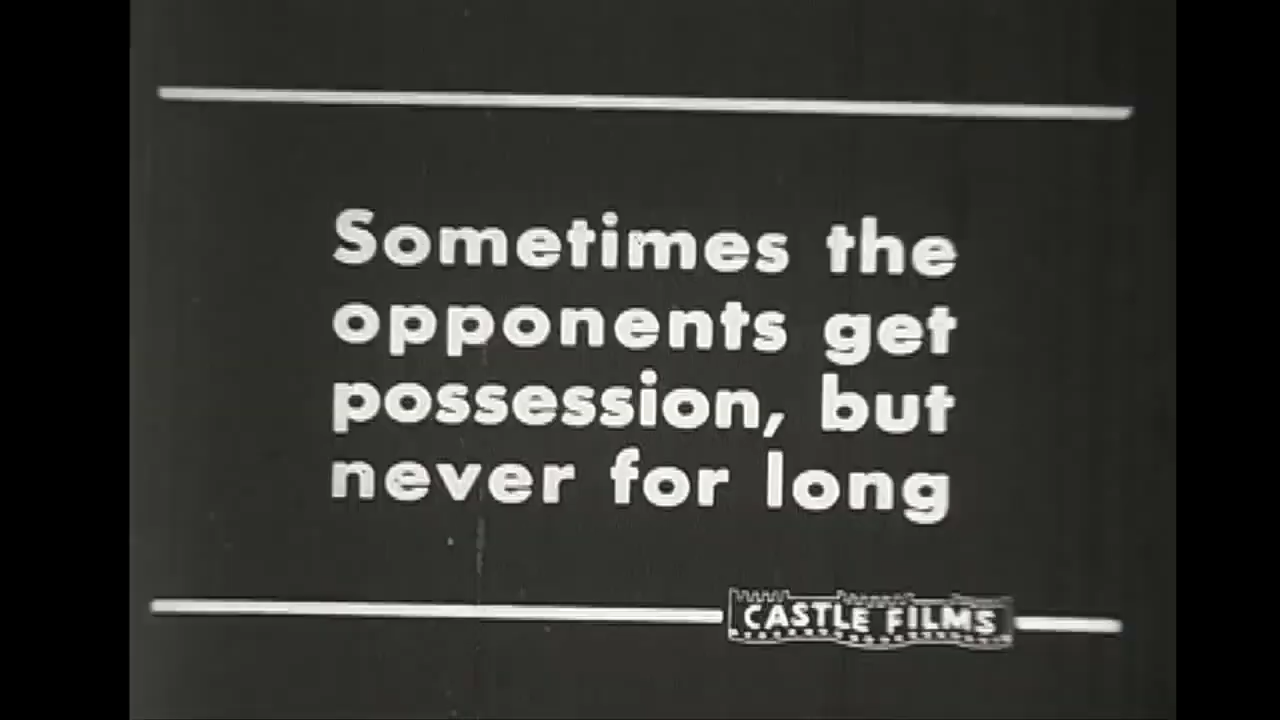 Sometimes the
opponents get
possession, but
never for long
CASTLE FILMS